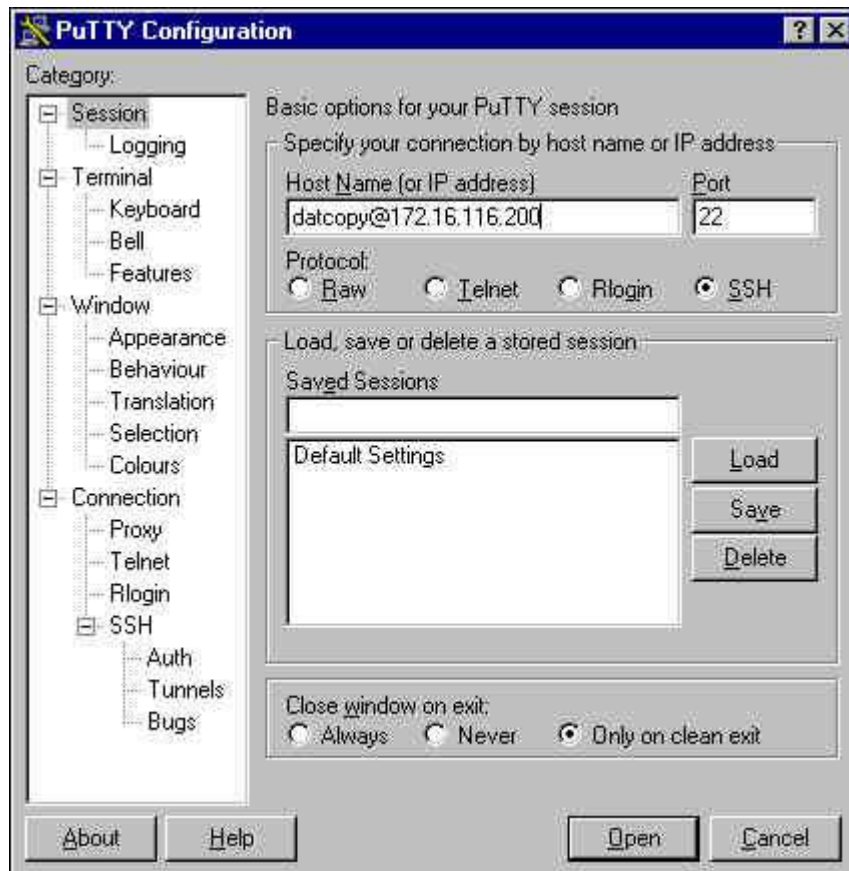 PuTTY Configuration
Category:
Session
Logging
Terminal
Keyboard
Bell
Features
Window
Appearance
Behaviour
Translation
Selection
Colours
Connection
Proxy
Telnet
Rlogin
SSH
Auth
Tunnels
Bugs
Basic options for your PuTTY session
Specify your connection by host name or IP address
Host Name (or IP address) Port
datcopy@172.16.116.200 22
Protocol:
Raw Telnet Rlogin SSH
Load, save or delete a stored session
Saved Sessions
Default Settings
Load
Save
Delete
Close window on exit:
Always Never Only on clean exit
About Help Open Cancel